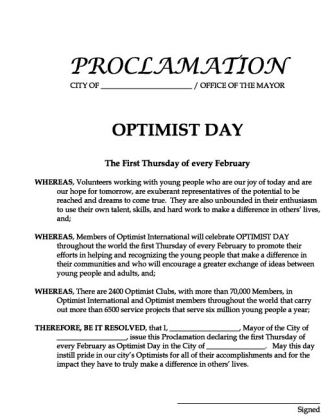 PROCLAMATION
CITY OF ______________________ / OFFICE OF THE MAYOR
OPTIMIST DAY
The First Thursday of every February
WHEREAS, Volunteers working with young people who are our joy of today and are
our hope for tomorrow, are exuberant representatives of the potential to be
reached and dreams to come true. They are also unbounded in their enthusiasm
to use their own talent, skills, and hard work to make a difference in others' lives,
and;
WHEREAS, Members of Optimist International will celebrate OPTIMIST DAY
throughout the world the first Thursday of every February to promote their
efforts in helping and recognizing the young people that make a difference in
their communities and who will encourage a greater exchange of ideas between
young people and adults, and;
WHEREAS, There are 2400 Optimist Clubs, with more than 70,000 Members, in
Optimist International and Optimist members throughout the world that carry
out more than 6500 service projects that serve six million young people a year;
THEREFORE, BE IT RESOLVED, that I, _________________, Mayor of the City of
_________________, issue this Proclamation declaring the first Thursday of
every February as Optimist Day in the City of ______________. May this day
instill pride in our city's Optimists for all of their accomplishments and for the
impact they have to truly make a difference in others' lives.
______________________________
Signed